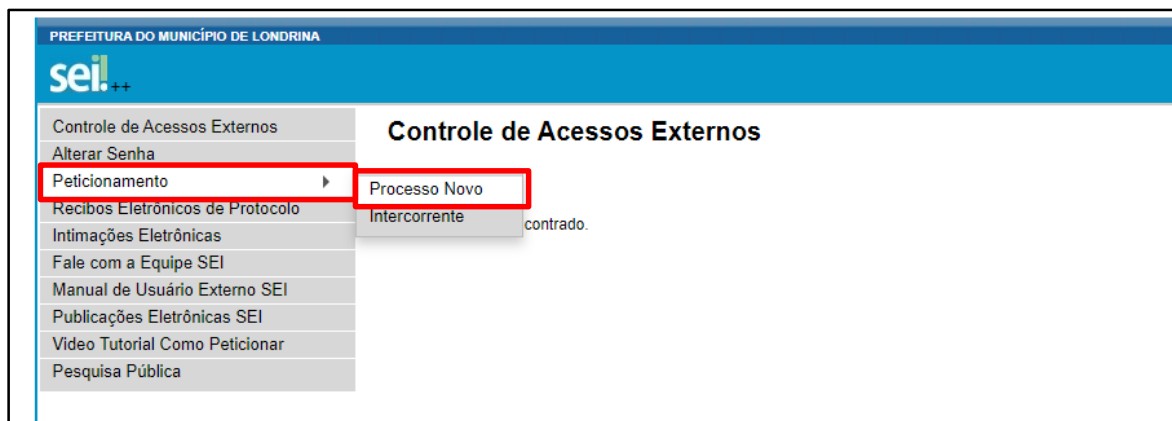 PREFEITURA DO MUNICÍPIO DE LONDRINA
sei! ++
Controle de Acessos Externos
Alterar Senha
Peticionamento
Recibos Eletrônicos de Protocolo
Intimações Eletrônicas
Fale com a Equipe SEI
Manual de Usuário Externo SEI
Publicações Eletrônicas SEI
Video Tutorial Como Peticionar
Pesquisa Pública
Controle de Acessos Externos
Processo Novo
Intercorrente
contrado.